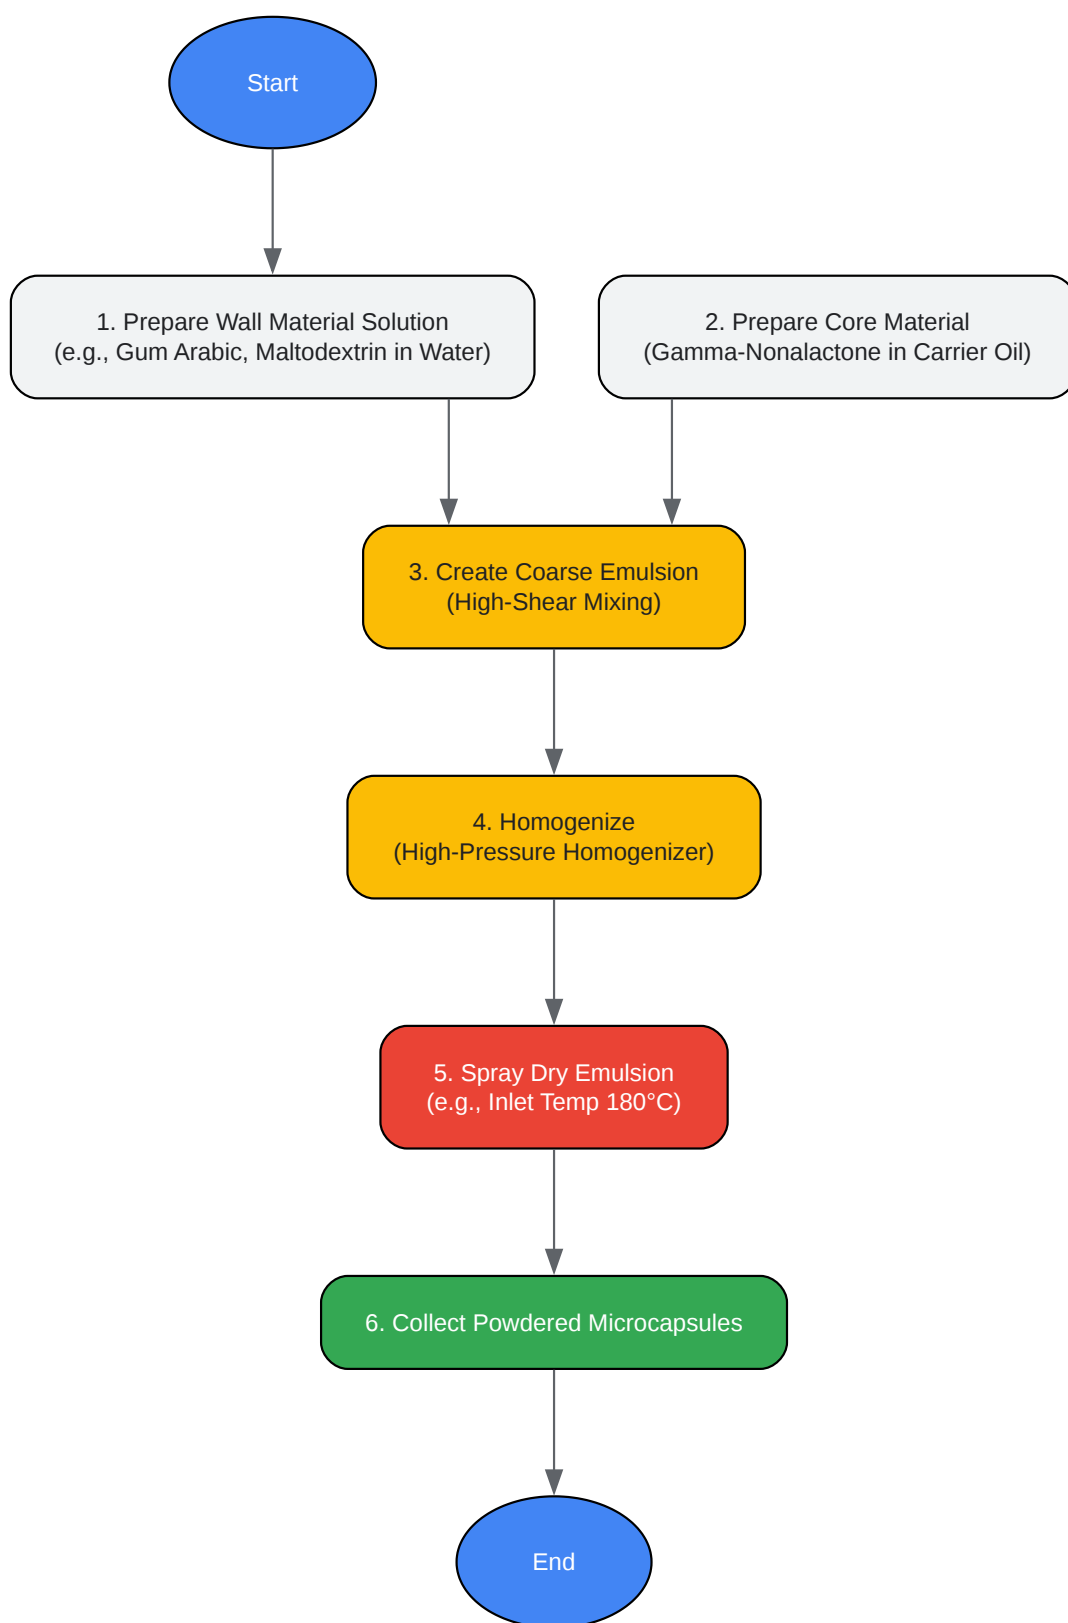 Start
1. Prepare Wall Material Solution
(e.g., Gum Arabic, Maltodextrin in Water)
2. Prepare Core Material
(Gamma-Nonalactone in Carrier Oil)
3. Create Coarse Emulsion
(High-Shear Mixing)
4. Homogenize
(High-Pressure Homogenizer)
5. Spray Dry Emulsion
(e.g., Inlet Temp 180°C)
6. Collect Powdered Microcapsules
End